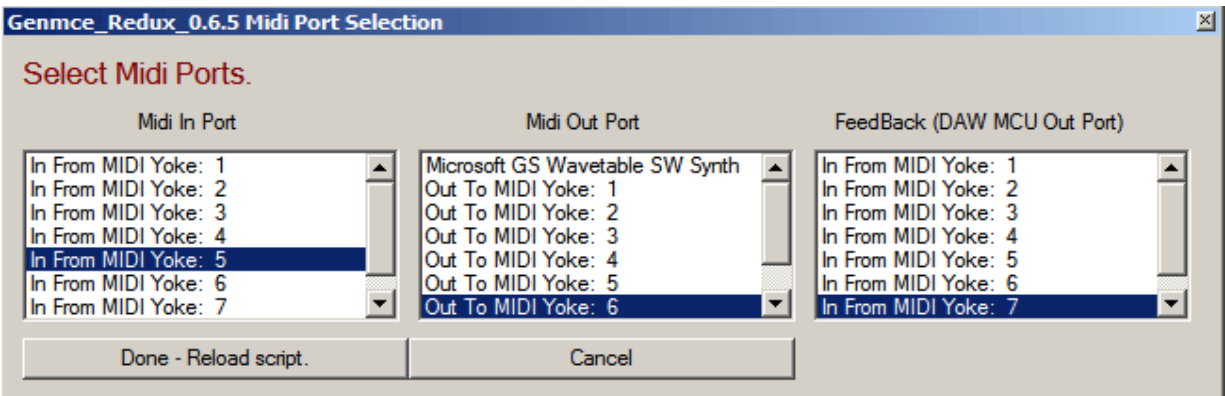 Genmce_Redux_0.6.5 Midi Port Selection
Select Midi Ports.
Midi In Port
In From MIDI Yoke:  1
In From MIDI Yoke:  2
In From MIDI Yoke:  3
In From MIDI Yoke:  4
In From MIDI Yoke:  5
In From MIDI Yoke:  6
In From MIDI Yoke:  7
Midi Out Port
Microsoft GS Wavetable SW Synth
Out To MIDI Yoke:  1
Out To MIDI Yoke:  2
Out To MIDI Yoke:  3
Out To MIDI Yoke:  4
Out To MIDI Yoke:  5
Out To MIDI Yoke:  6
FeedBack (DAW MCU Out Port)
In From MIDI Yoke:  1
In From MIDI Yoke:  2
In From MIDI Yoke:  3
In From MIDI Yoke:  4
In From MIDI Yoke:  5
In From MIDI Yoke:  6
In From MIDI Yoke:  7
Done - Reload script.
Cancel